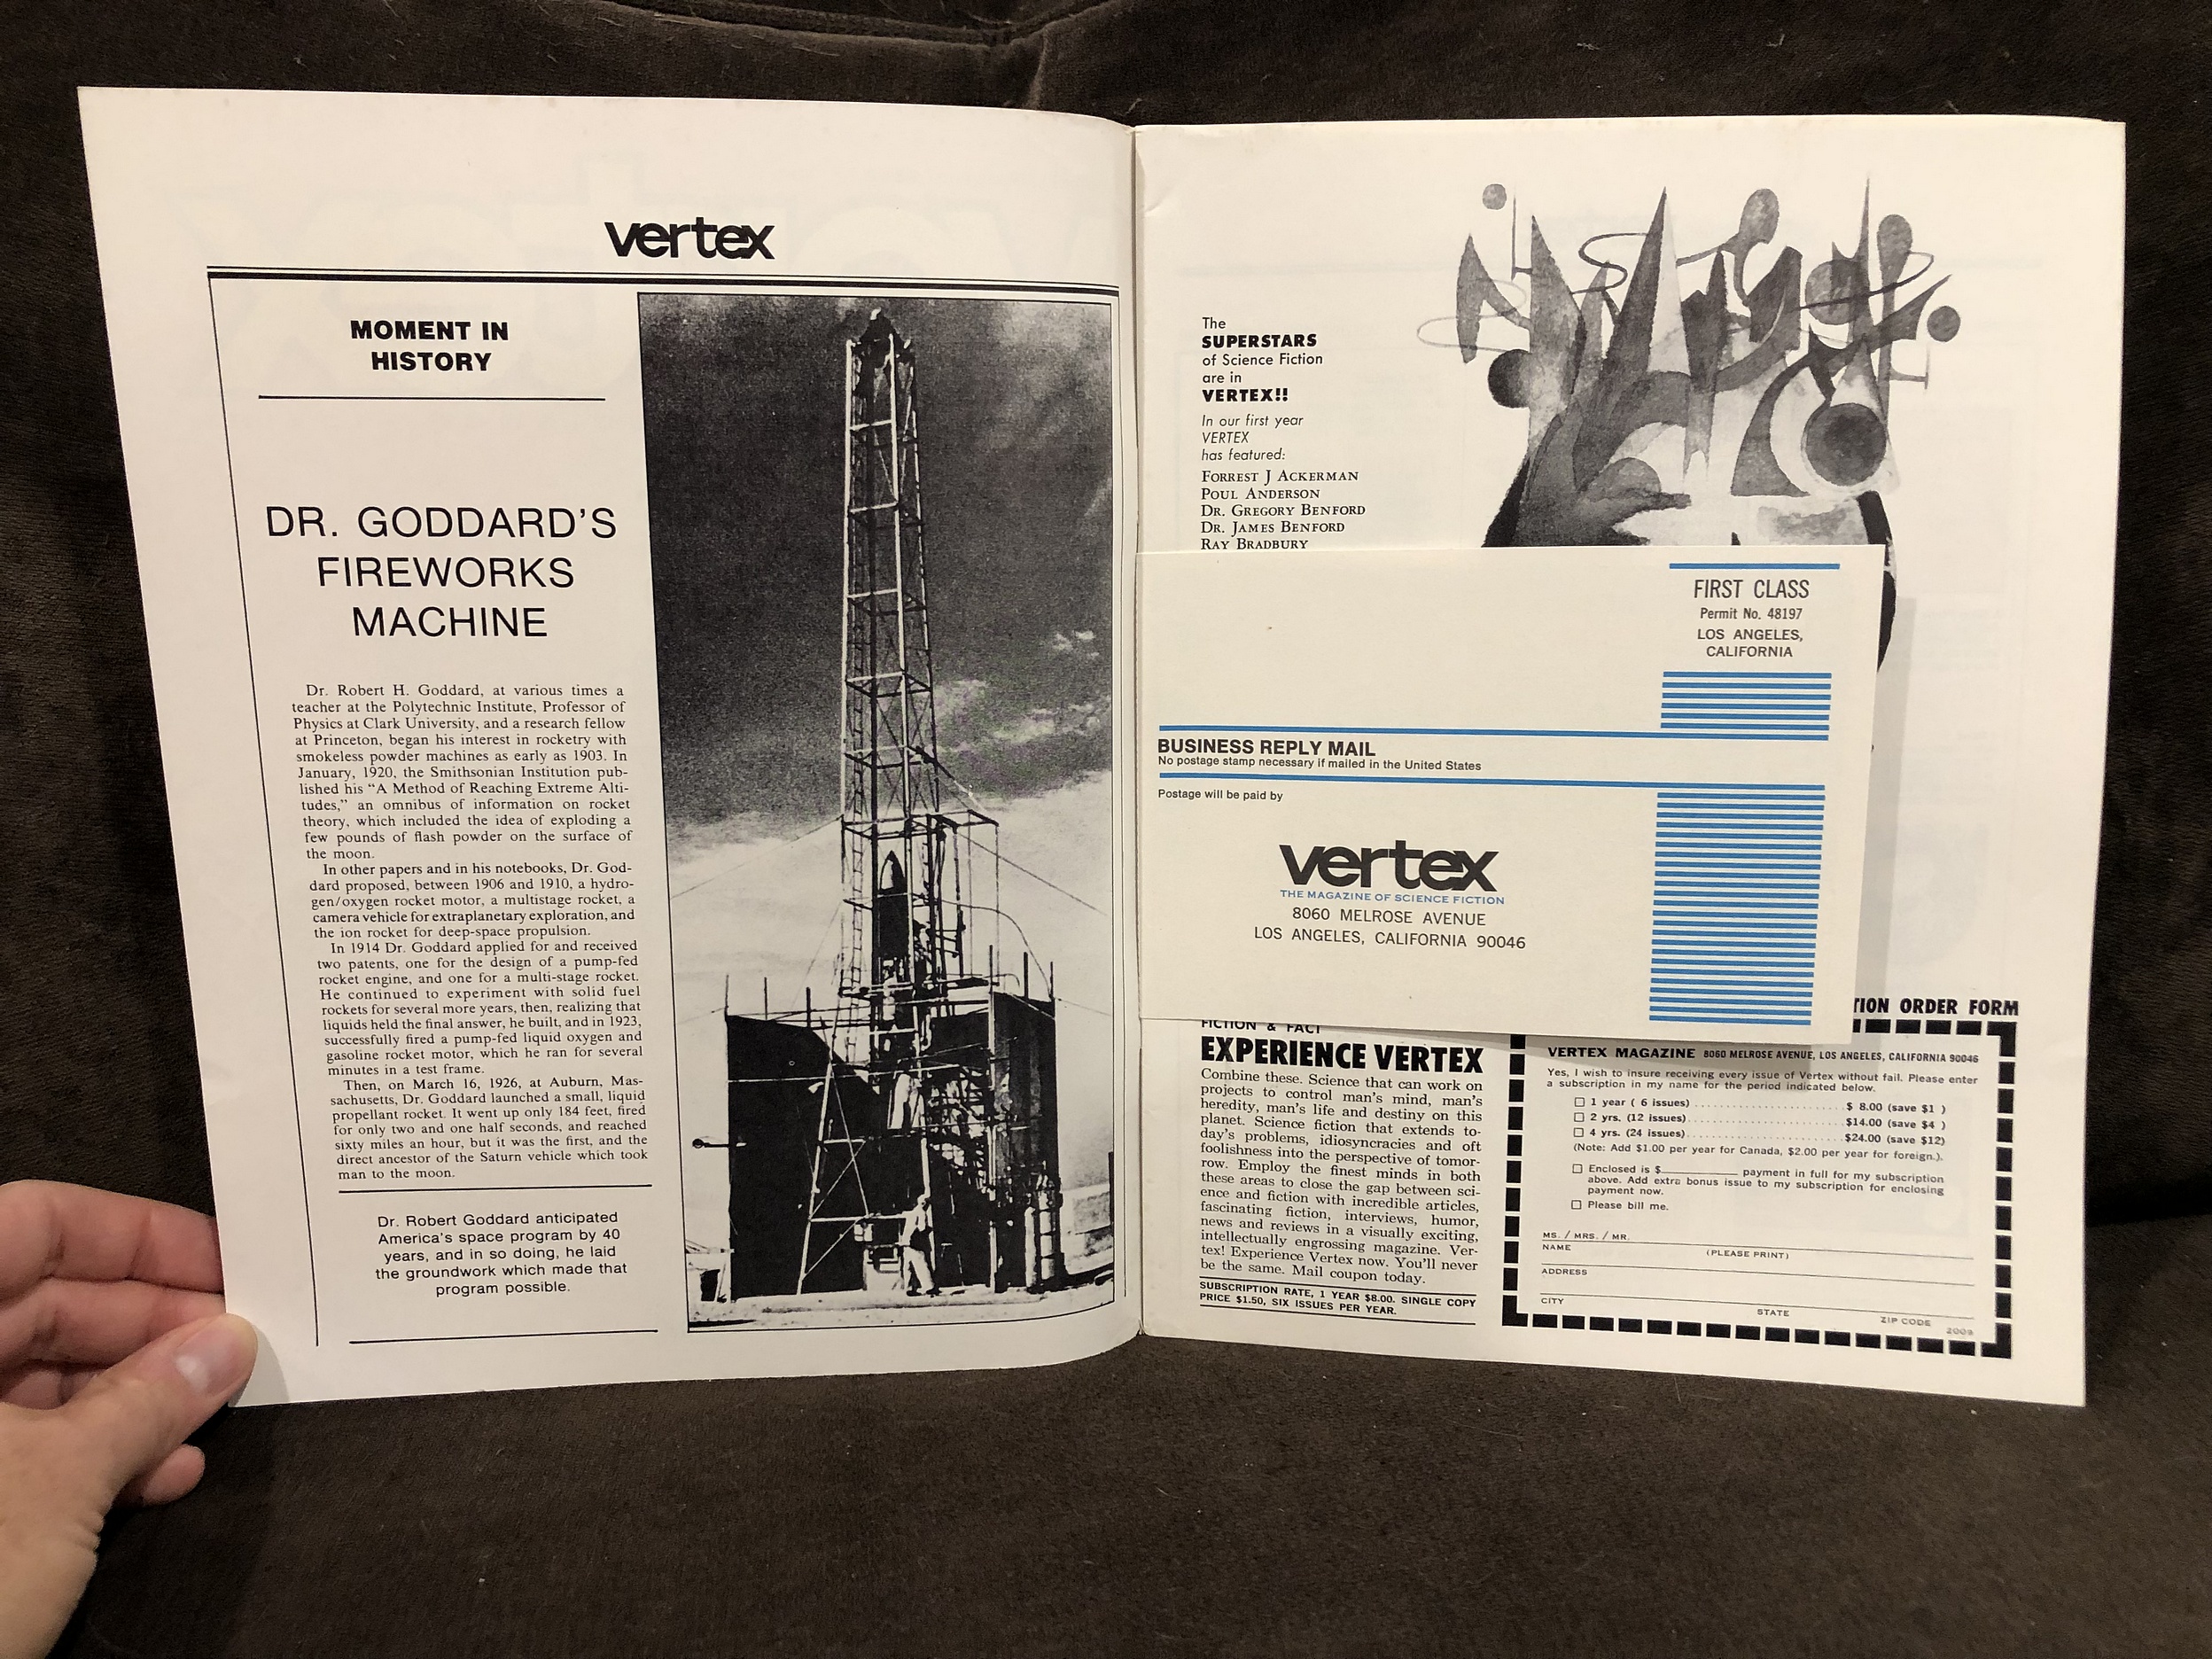 vertex
MOMENT IN
HISTORY
DR. GODDARD'S
FIREWORKS
MACHINE
Dr. Robert H. Goddard, at various times a
teacher at the Polytechnic Institute, Professor of
Physics at Clark University, and a research fellow
at Princeton, began his interest in rocketry with
smokeless powder machines as early as 1903. In
January, 1920, the Smithsonian Institution pub-
lished his "A Method of Reaching Extreme Alti-
tudes," an omnibus of information on rocket
theory, which included the idea of exploding a
few pounds of flash powder on the surface of
the moon.
In other papers and in his notebooks, Dr. God-
dard proposed, between 1906 and 1910, a hydro-
gen/oxygen rocket motor, a multistage rocket, a
camera vehicle for extraplanetary exploration, and
the ion rocket for deep-space propulsion.
In 1914 Dr. Goddard applied for and received
two patents, one for the design of a pump-fed
rocket engine, and one for a multi-stage rocket.
He continued to experiment with solid fuel
rockets for several more years, then, realizing that
liquids held the final answer, he built, and in 1923,
successfully fired a pump-fed liquid oxygen and
gasoline rocket motor, which he ran for several
minutes in a test frame.
Then, on March 16, 1926, at Auburn, Mas-
sachusetts, Dr. Goddard launched a small, liquid
propellant rocket. It went up only 184 feet, fired
for only two and one half seconds, and reached
sixty miles an hour, but it was the first, and the
direct ancestor of the Saturn vehicle which took
man to the moon.
Dr. Robert Goddard anticipated
America's space program by 40
years, and in so doing, he laid
the groundwork which made that
program possible.
The
SUPERSTARS
of Science Fiction
are in
VERTEX!!
In our first year
VERTEX
has featured:
FORREST J ACKERMAN
POUL ANDERSON
DR. GREGORY BENFORD
DR. JAMES BENFORD
RAY BRADBURY
FIRST CLASS
Permit No. 48197
LOS ANGELES,
CALIFORNIA
BUSINESS REPLY MAIL
No postage stamp necessary if mailed in the United States
Postage will be paid by
vertex
THE MAGAZINE OF SCIENCE FICTION
8060 MELROSE AVENUE
LOS ANGELES, CALIFORNIA 90046
FICTION & FACT
EXPERIENCE VERTEX
Combine these. Science that can work on
projects to control man's mind, man's
heredity, man's life and destiny on this
planet. Science fiction that extends to-
day's problems, idiosyncracies and oft
foolishness into the perspective of tomor-
row. Employ the finest minds in both
these areas to close the gap between sci-
ence and fiction with incredible articles,
fascinating fiction, interviews, humor,
news and reviews in a visually exciting,
intellectually engrossing magazine. Ver-
tex! Experience Vertex now. You'll never
be the same. Mail coupon today.
SUBSCRIPTION RATE, 1 YEAR $8.00. SINGLE COPY
PRICE $1.50, SIX ISSUES PER YEAR.
TION ORDER FORM
VERTEX MAGAZINE 8060 MELROSE AVENUE, LOS ANGELES, CALIFORNIA 90046
Yes, I wish to insure receiving every issue of Vertex without fail. Please enter
a subscription in my name for the period indicated below.
1 year ( 6 issues) . . . . . . . . . . . . . . . . . . . . . . . $ 8.00 (save $1 )
2 yrs. (12 issues) . . . . . . . . . . . . . . . . . . . . . . . $14.00 (save $4 )
4 yrs. (24 issues) . . . . . . . . . . . . . . . . . . . . . . . $24.00 (save $12)
(Note: Add $1.00 per year for Canada, $2.00 per year for foreign.).
Enclosed is $__________ payment in full for my subscription
above. Add extra bonus issue to my subscription for enclosing
payment now.
Please bill me.
MS. / MRS. / MR.
NAME (PLEASE PRINT)
ADDRESS
CITY STATE ZIP CODE
2009